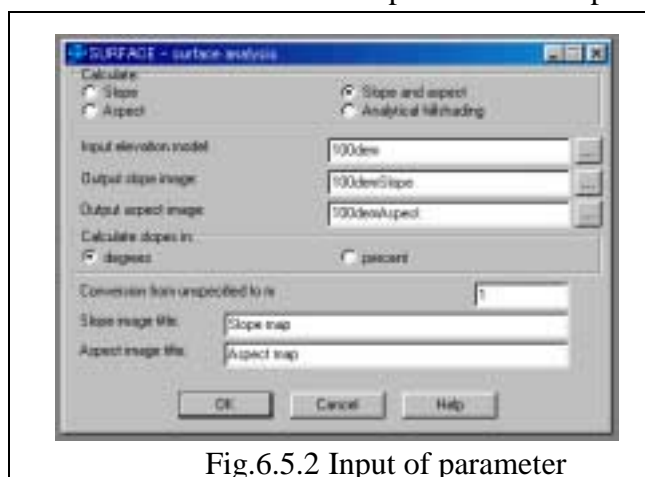 SURFACE - surface analysis
Calculate:
Slope
Slope and aspect
Aspect
Analytical hillshading
Input elevation model:
100dem
...
Output slope image:
100demSlope
...
Output aspect image:
100demAspect
...
Calculate slopes in:
degrees
percent
Conversion from unspecified to m
1
Slope image title:
Slope map
Aspect image title:
Aspect map
OK
Cancel
Help
Fig.6.5.2 Input of parameter